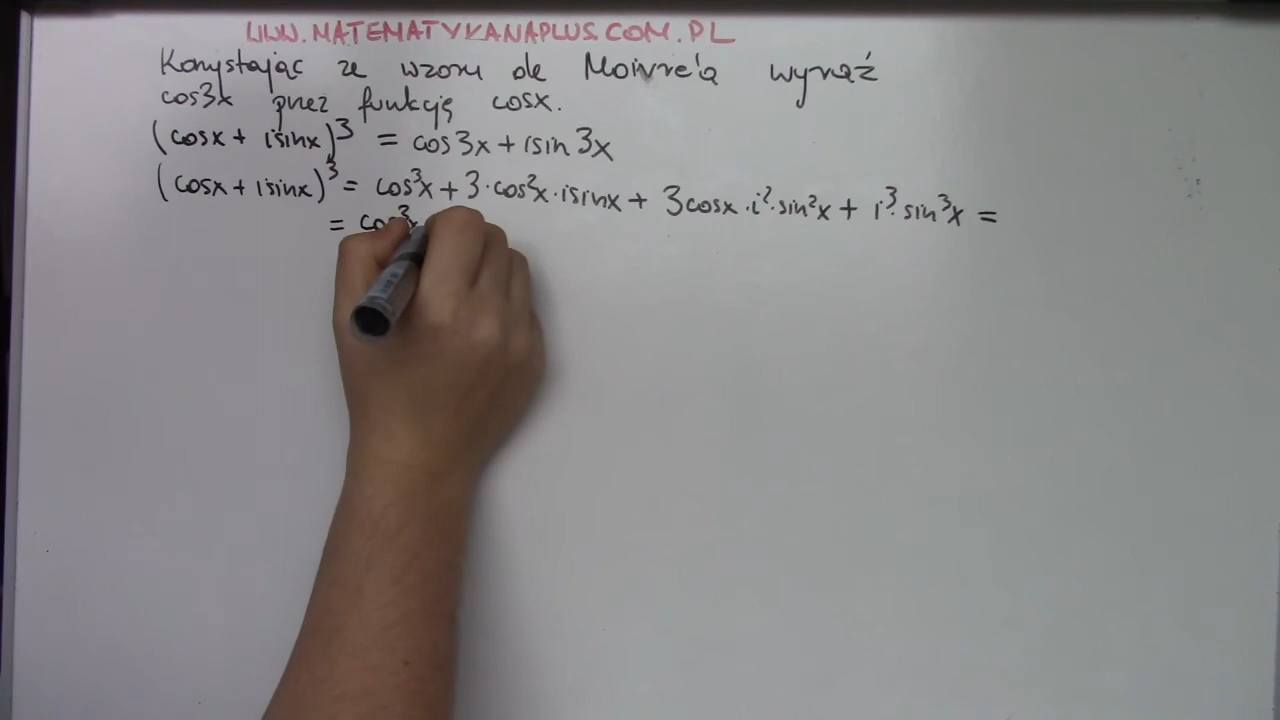 WWW.MATEMATYKANAPLUS.COM.PL
Korzystając ze wzoru de Moivre'a wyraź
cos3x przez funkcję cosx.
(cosx + isinx)³ = cos3x + isin3x
(cosx + isinx)³ = cos³x + 3·cos²x·isinx + 3cosx·i²·sin²x + i³·sin³x =
= cos³x